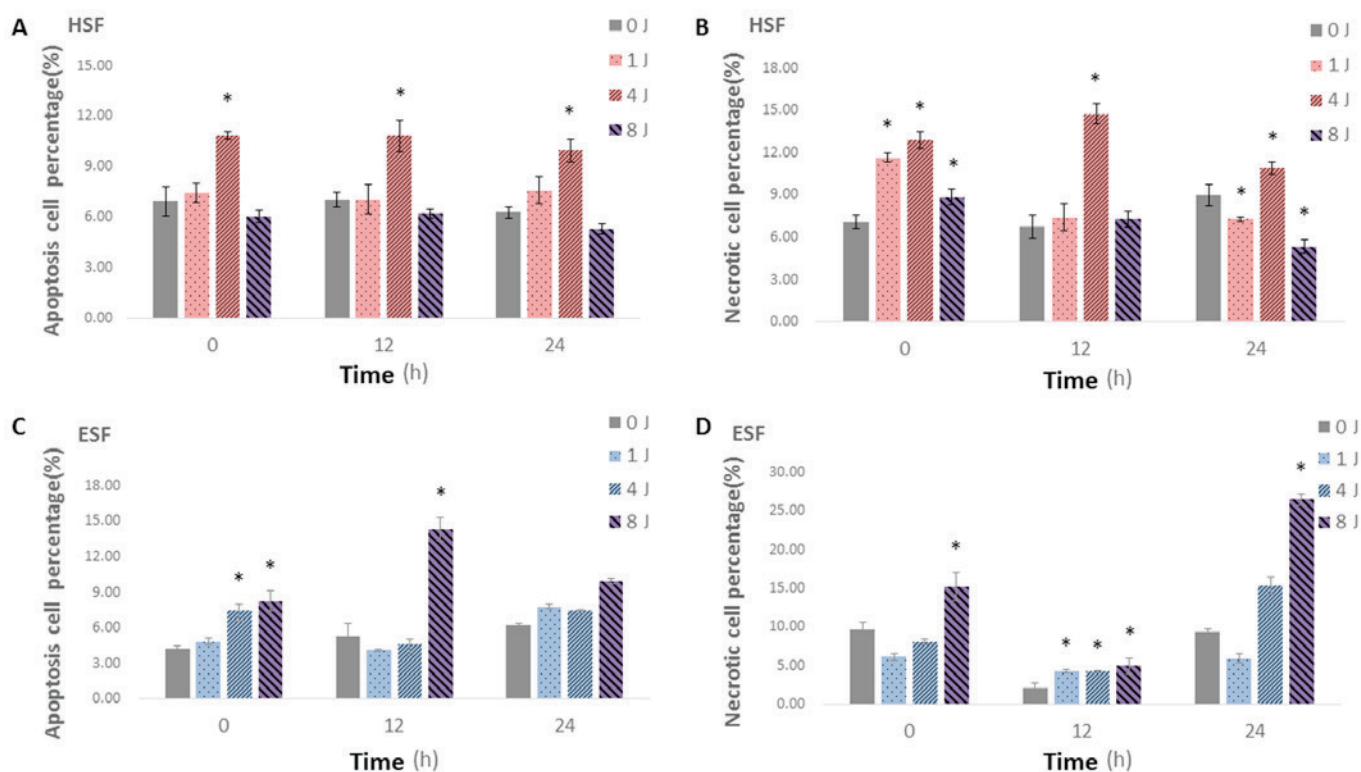 A
HSF
Apoptosis cell percentage(%)
15.00
12.00
9.00
6.00
3.00
0.00
0
12
24
Time (h)
0 J
1 J
4 J
8 J
*
*
*
B
HSF
Necrotic cell percentage(%)
18.00
15.00
12.00
9.00
6.00
3.00
0.00
0
12
24
Time (h)
0 J
1 J
4 J
8 J
*
*
*
*
*
*
*
C
ESF
Apoptosis cell percentage(%)
18.00
15.00
12.00
9.00
6.00
3.00
0.00
0
12
24
Time (h)
0 J
1 J
4 J
8 J
*
*
*
D
ESF
Necrotic cell percentage(%)
30.00
25.00
20.00
15.00
10.00
5.00
0.00
0
12
24
Time (h)
0 J
1 J
4 J
8 J
*
*
*
*
*